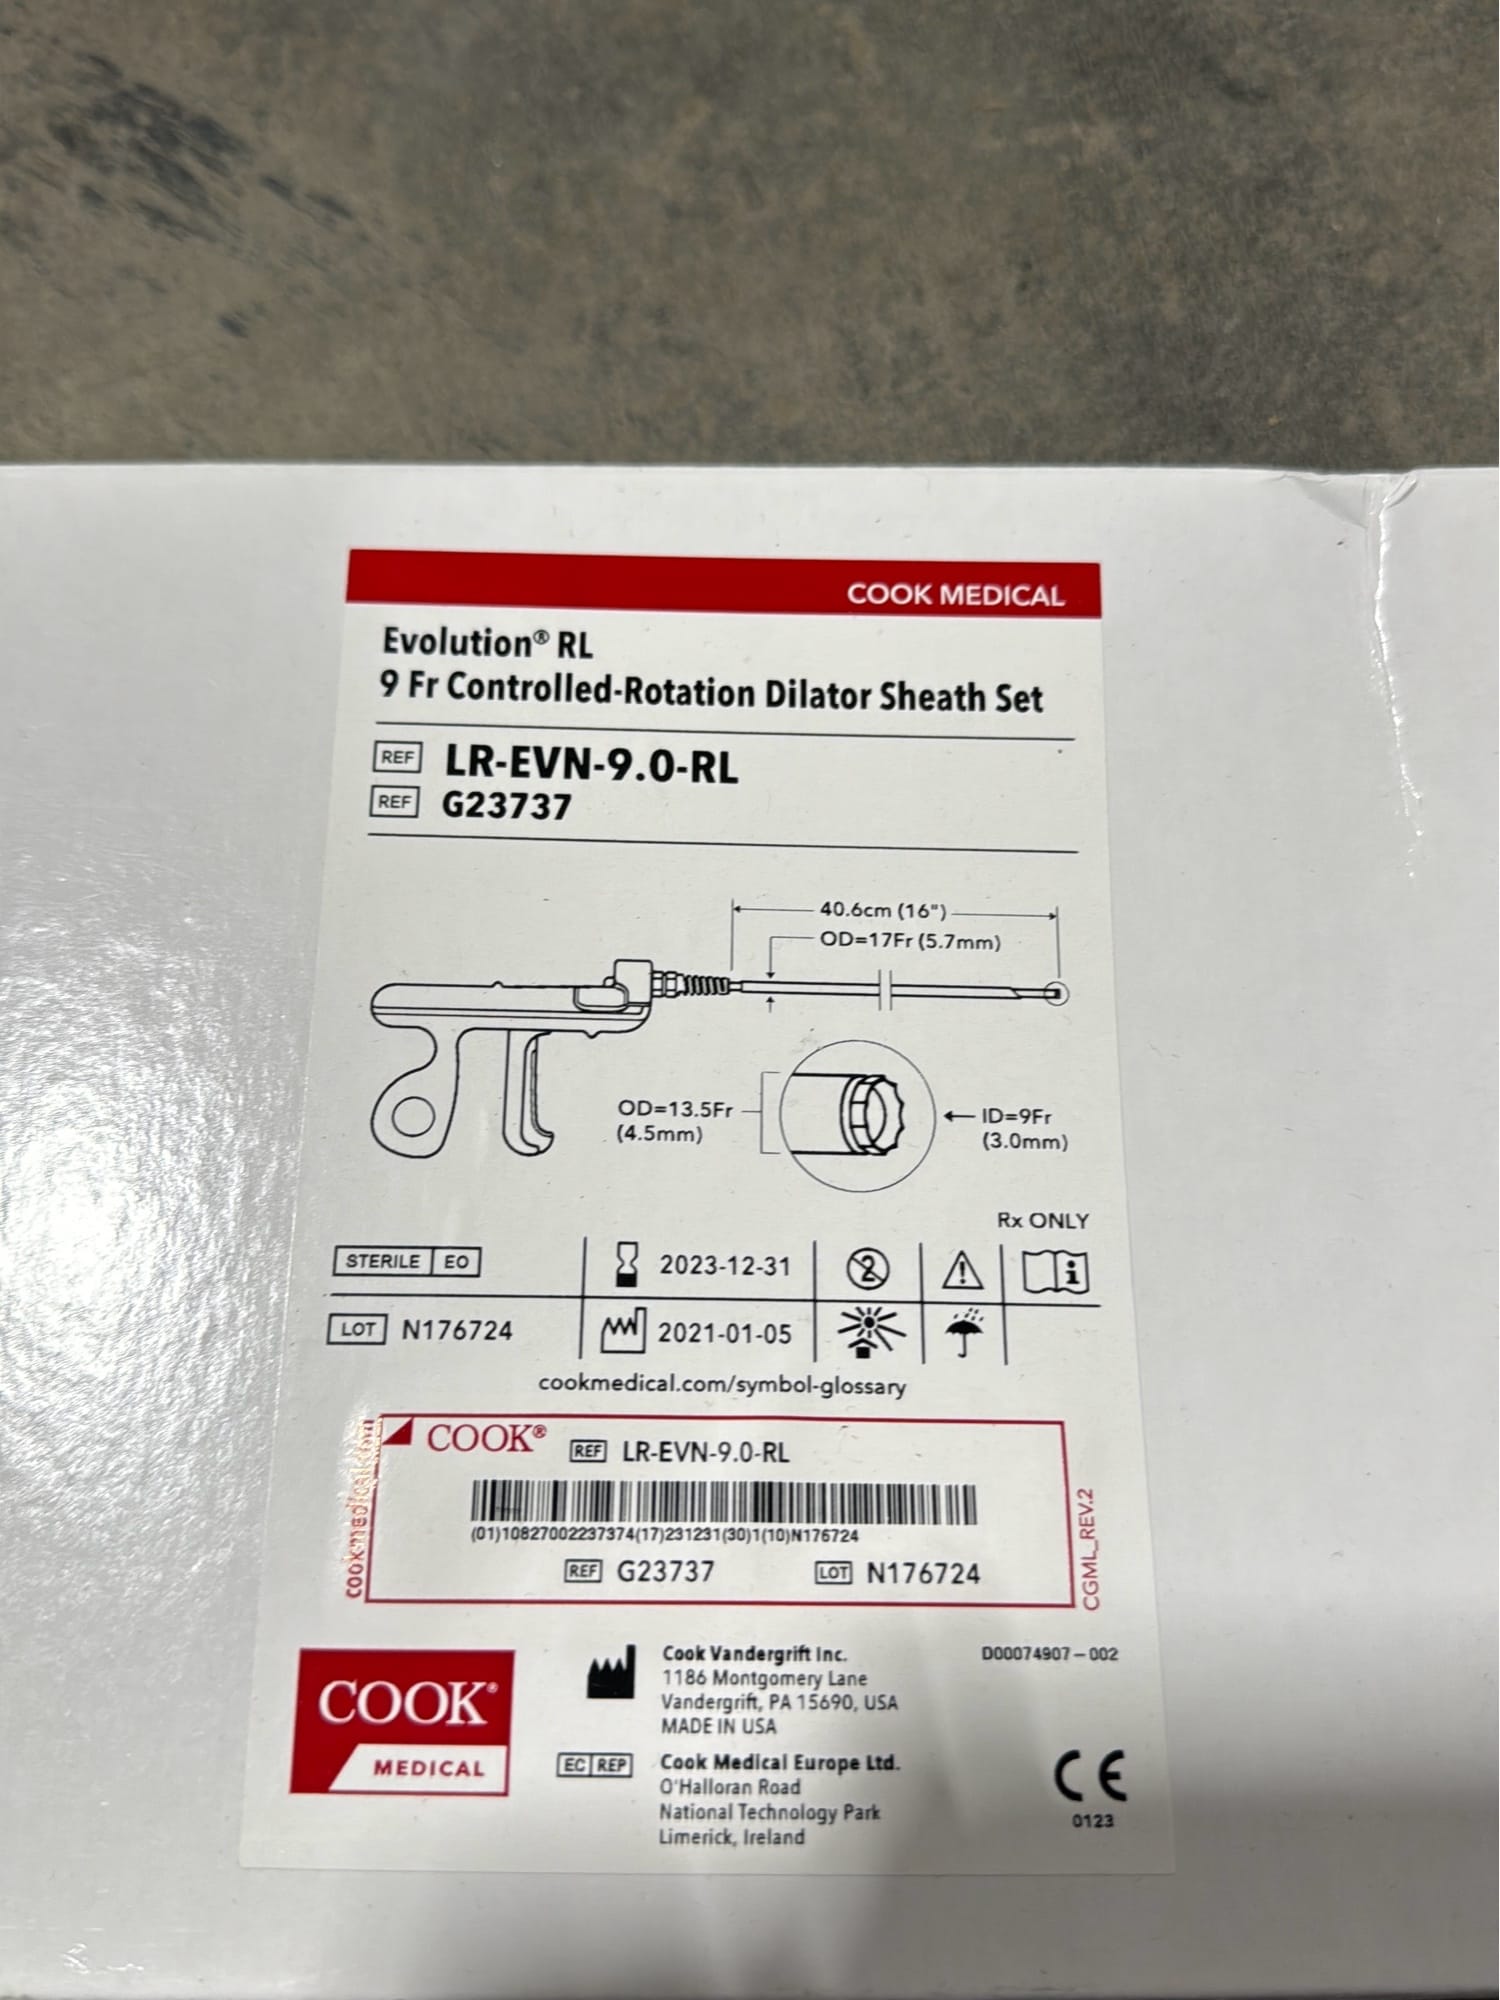 COOK MEDICAL
Evolution® RL
9 Fr Controlled-Rotation Dilator Sheath Set
REF LR-EVN-9.0-RL
REF G23737
40.6cm (16")
OD=17Fr (5.7mm)
OD=13.5Fr
(4.5mm)
ID=9Fr
(3.0mm)
Rx ONLY
STERILE EO
2023-12-31
2
LOT N176724
2021-01-05
cookmedical.com/symbol-glossary
cookmedical.com
COOK® REF LR-EVN-9.0-RL
(01)10827002237374(17)231231(30)1(10)N176724
REF G23737 LOT N176724
CGML_REV.2
COOK®
MEDICAL
Cook Vandergrift Inc.
1186 Montgomery Lane
Vandergrift, PA 15690, USA
MADE IN USA
D00074907-002
EC REP Cook Medical Europe Ltd.
O'Halloran Road
National Technology Park
Limerick, Ireland
CE
0123